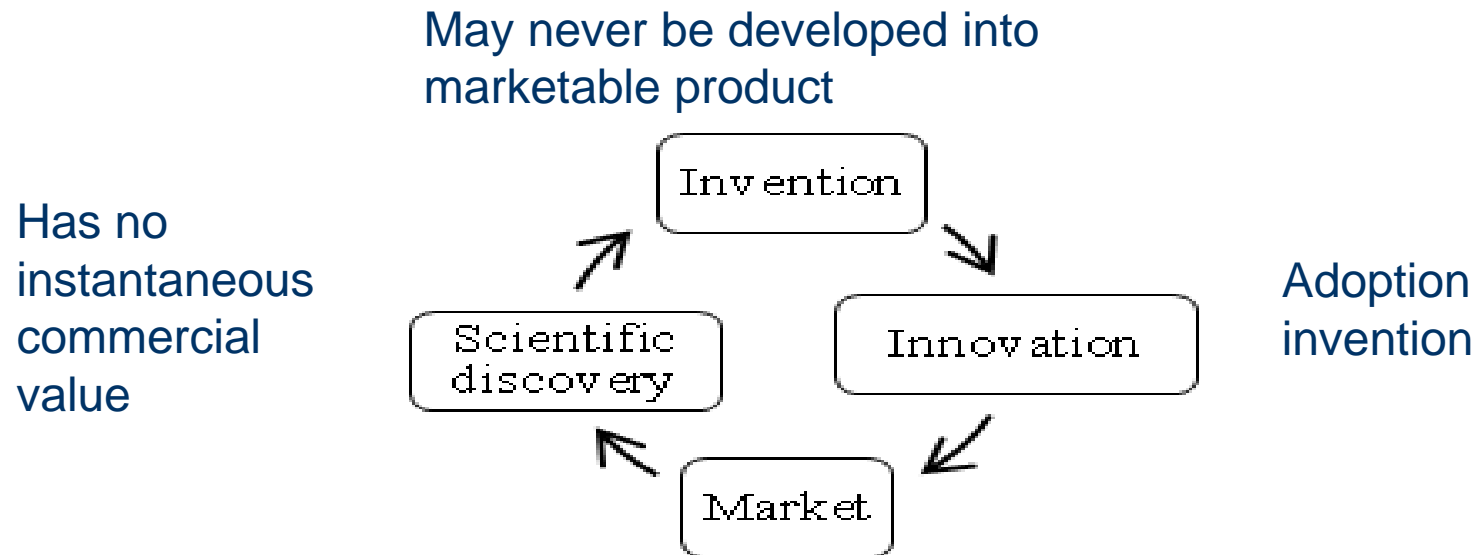 May never be developed into
marketable product
Invention
Has no
instantaneous
commercial
value
Scientific
discovery
Innovation
Adoption
invention
Market